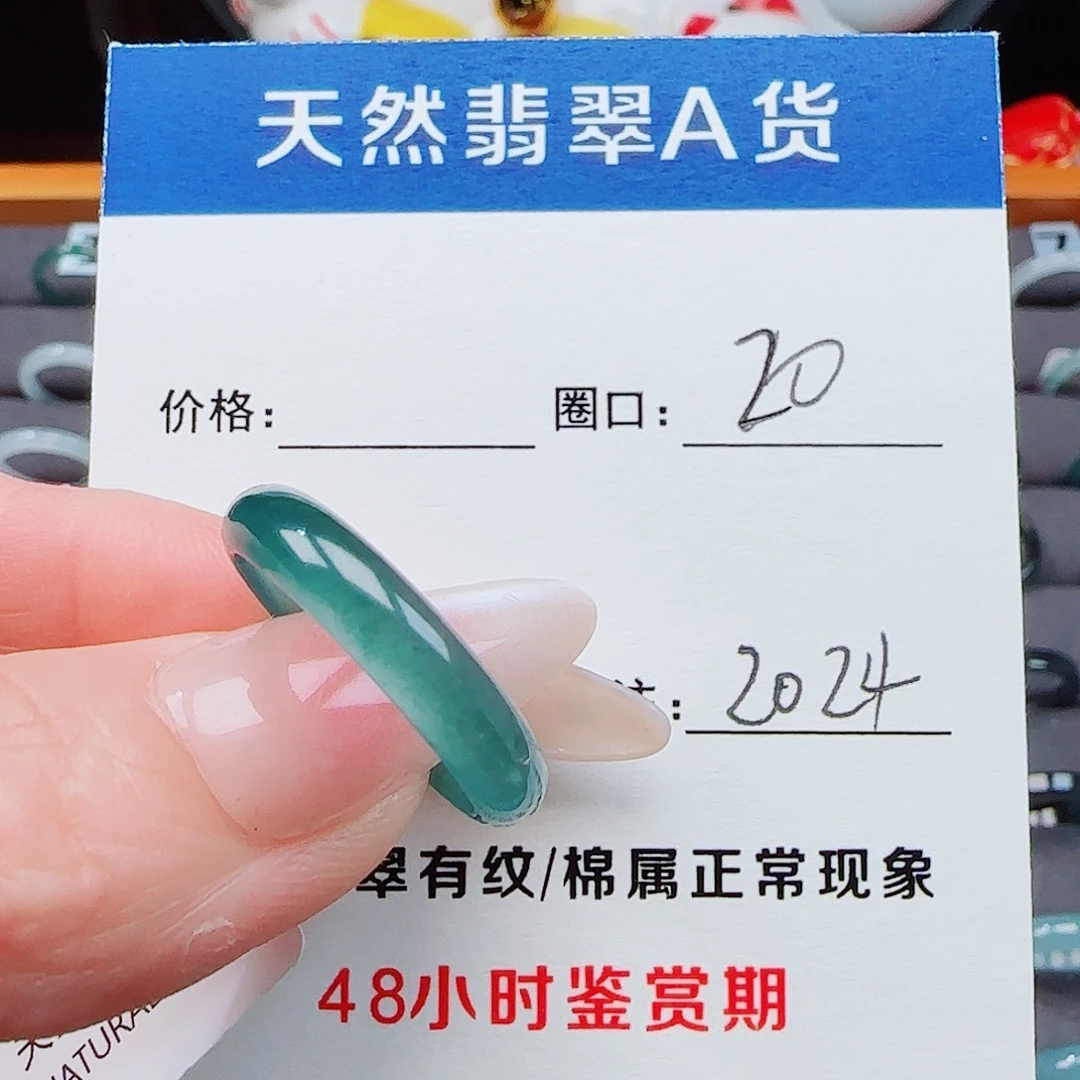 天然翡翠A货
价格：
圈口： 20
： 2024
翠有纹/棉属正常现象
48小时鉴赏期
NATURAL